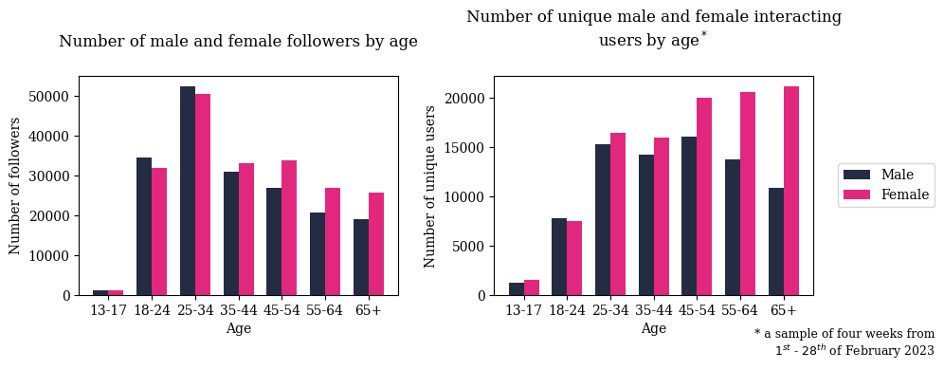 Number of male and female followers by age
Number of followers
50000
40000
30000
20000
10000
0
13-17 18-24 25-34 35-44 45-54 55-64 65+
Age
Number of unique male and female interacting
users by age*
Number of unique users
20000
15000
10000
5000
0
13-17 18-24 25-34 35-44 45-54 55-64 65+
Age
Male
Female
* a sample of four weeks from
1st - 28th of February 2023